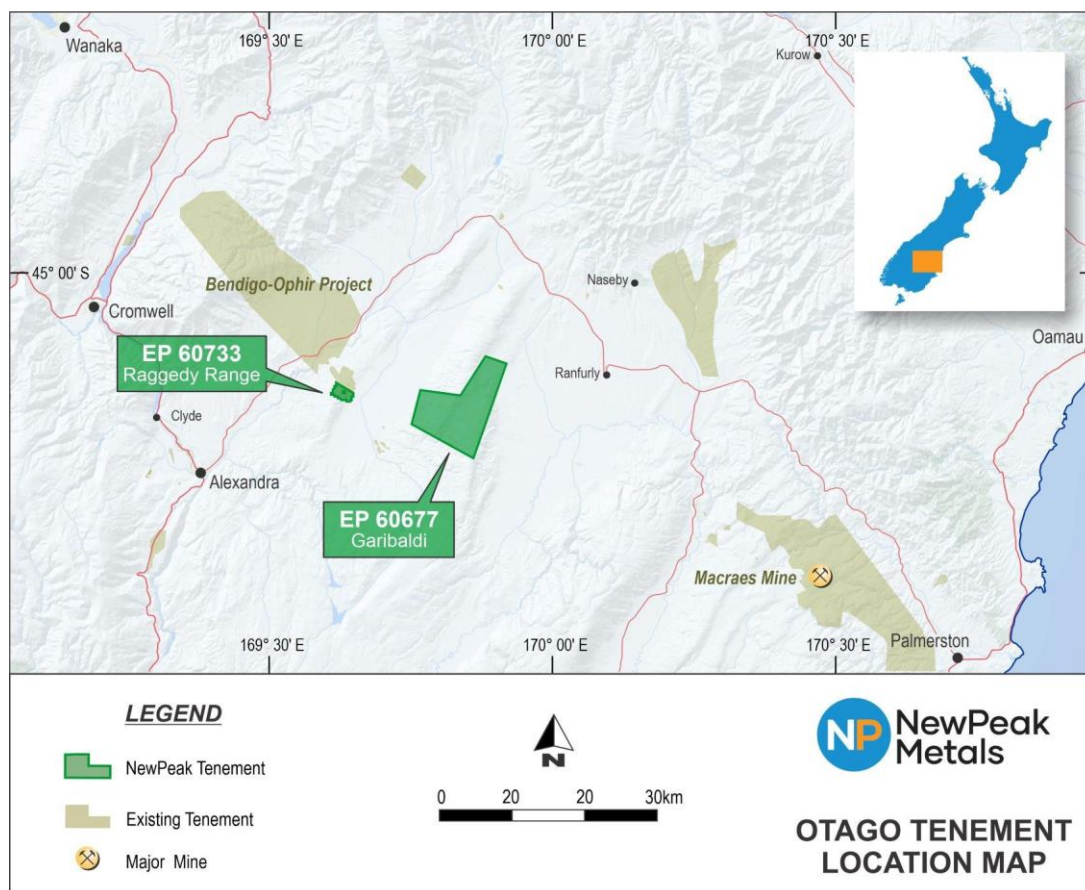 Wanaka
169° 30' E
170° 00' E
170° 30' E
Kurow
45° 00' S
Bendigo-Ophir Project
Naseby
Cromwell
Oamau
EP 60733
Raggedy Range
Ranfurly
Clyde
Alexandra
EP 60677
Garibaldi
Macraes Mine
169° 30' E
170° 00' E
170° 30' E
Palmerston
LEGEND
NewPeak Tenement
Existing Tenement
Major Mine
N
0 20 20 30km
NP NewPeak
Metals
OTAGO TENEMENT
LOCATION MAP